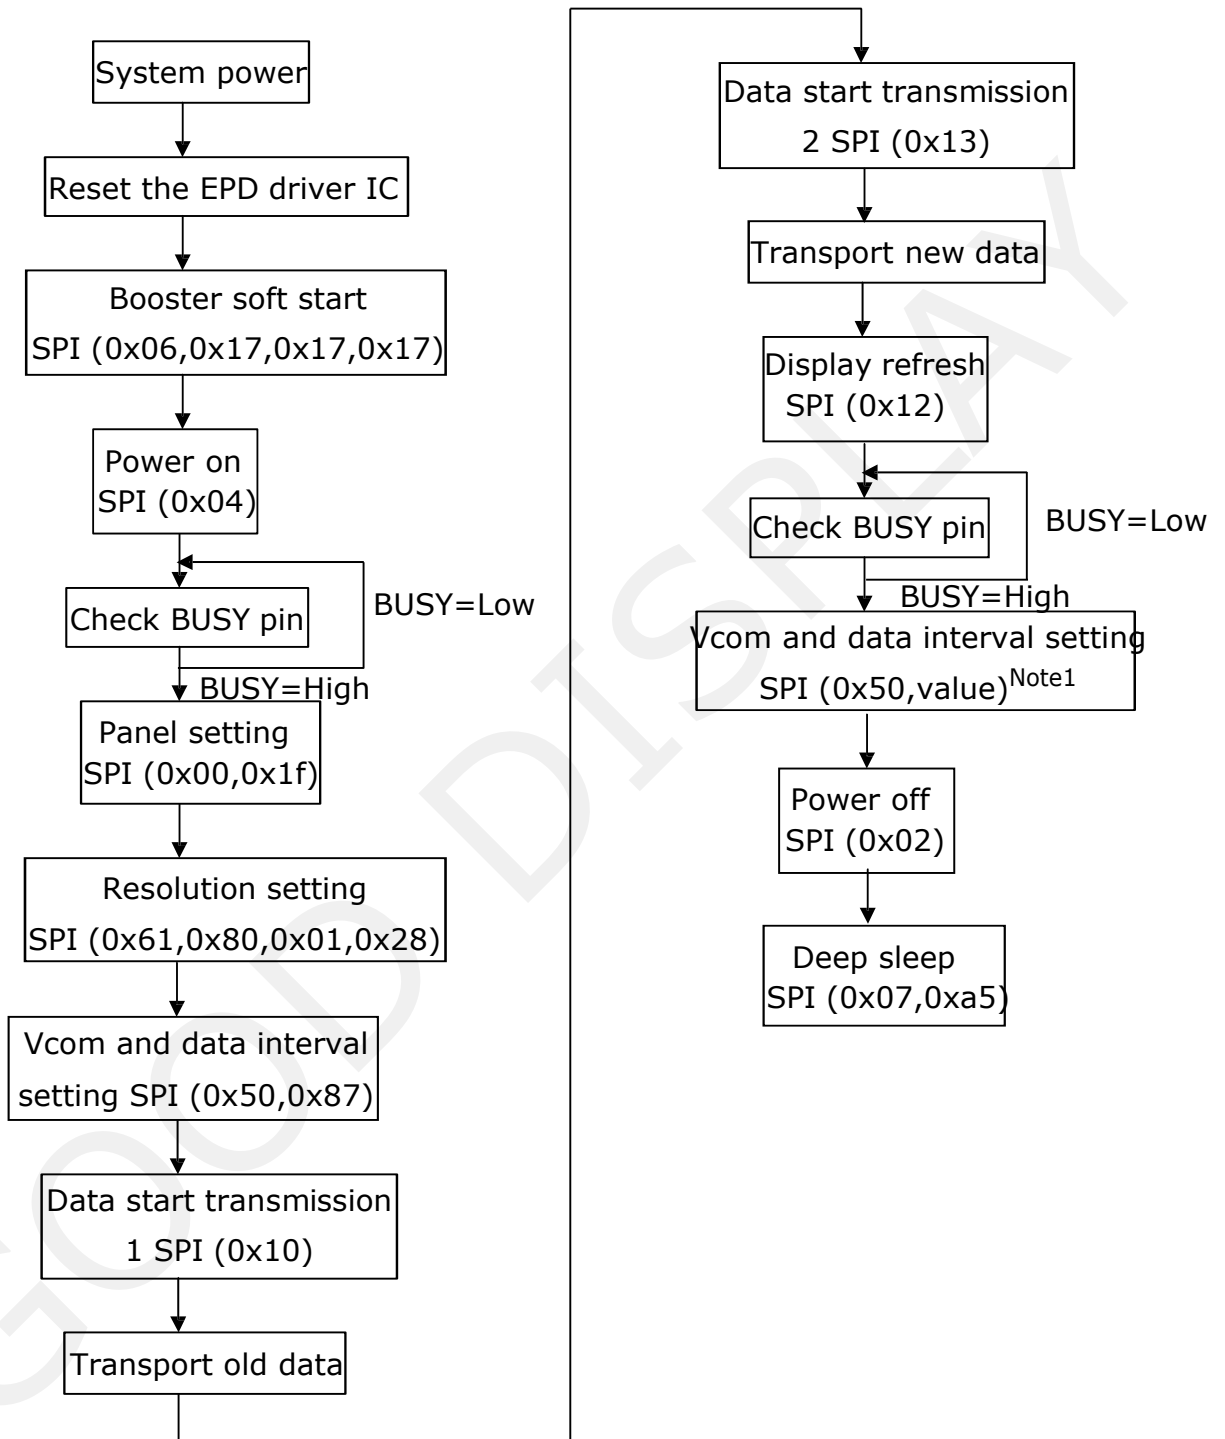 System power
Reset the EPD driver IC
Booster soft start
SPI (0x06,0x17,0x17,0x17)
Power on
SPI (0x04)
Check BUSY pin
BUSY=Low
BUSY=High
Panel setting
SPI (0x00,0x1f)
Resolution setting
SPI (0x61,0x80,0x01,0x28)
Vcom and data interval
setting SPI (0x50,0x87)
Data start transmission
1 SPI (0x10)
Transport old data
Data start transmission
2 SPI (0x13)
Transport new data
Display refresh
SPI (0x12)
Check BUSY pin
BUSY=Low
BUSY=High
Vcom and data interval setting
SPI (0x50,value)Note1
Power off
SPI (0x02)
Deep sleep
SPI (0x07,0xa5)
GOOD DISPLAY